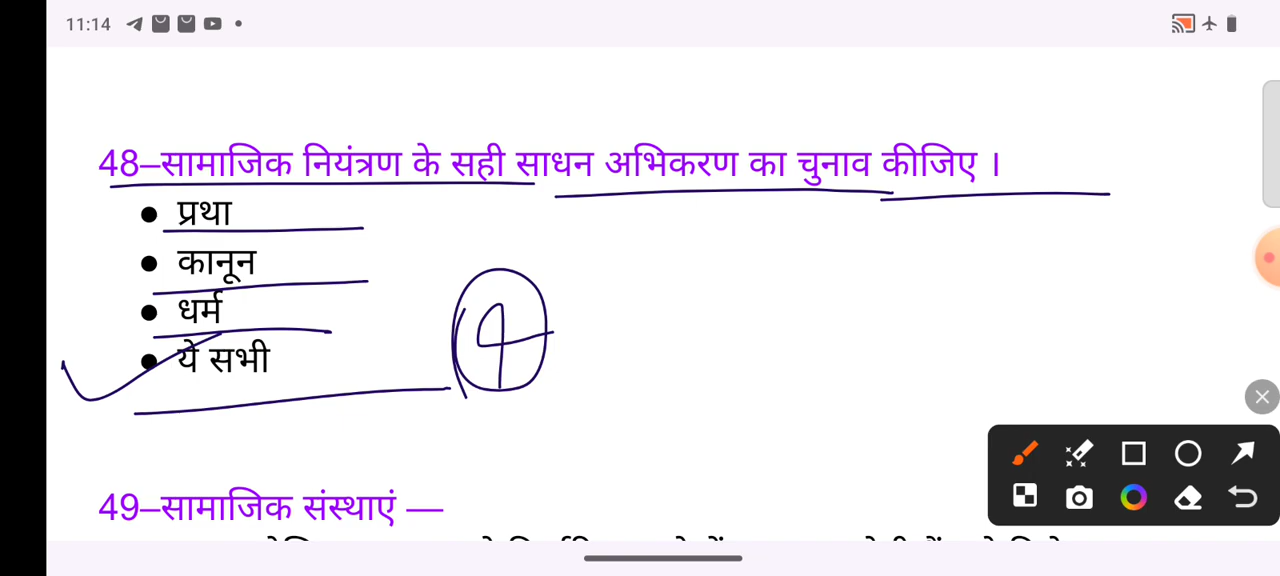 11:14
48–सामाजिक नियंत्रण के सही साधन अभिकरण का चुनाव कीजिए ।
● प्रथा
● कानून
● धर्म
● ये सभी
4
49–सामाजिक संस्थाएं —